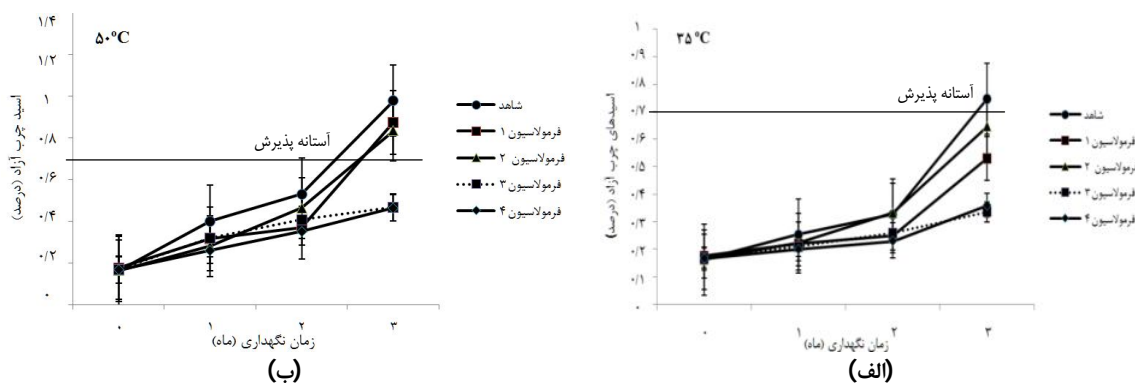 ۳۵ °C
۱
۰/۹
۰/۸
۰/۷
۰/۶
۰/۵
۰/۴
۰/۳
۰/۲
۰/۱
۰
اسیدهای چرب آزاد (درصد)
آستانه پذیرش
۰
۱
۲
۳
زمان نگهداری (ماه)
شاهد
فرمولاسیون ۱
فرمولاسیون ۲
فرمولاسیون ۳
فرمولاسیون ۴
(الف)
۵۰°C
۱/۴
۱/۲
۱
۰/۸
۰/۶
۰/۴
۰/۲
۰
اسید چرب آزاد (درصد)
آستانه پذیرش
۰
۱
۲
۳
زمان نگهداری (ماه)
شاهد
فرمولاسیون ۱
فرمولاسیون ۲
فرمولاسیون ۳
فرمولاسیون ۴
(ب)